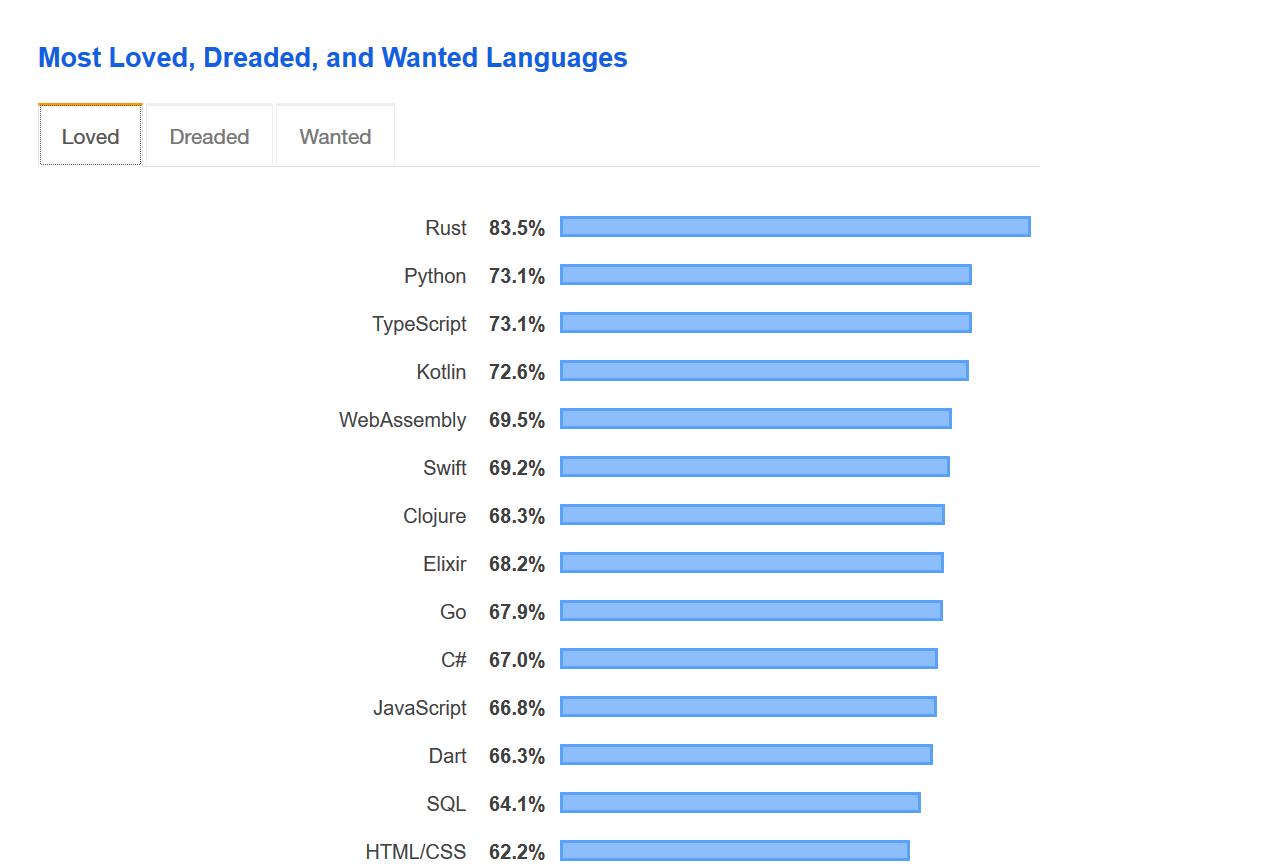 Most Loved, Dreaded, and Wanted Languages
Loved Dreaded Wanted
Rust 83.5%
Python 73.1%
TypeScript 73.1%
Kotlin 72.6%
WebAssembly 69.5%
Swift 69.2%
Clojure 68.3%
Elixir 68.2%
Go 67.9%
C# 67.0%
JavaScript 66.8%
Dart 66.3%
SQL 64.1%
HTML/CSS 62.2%